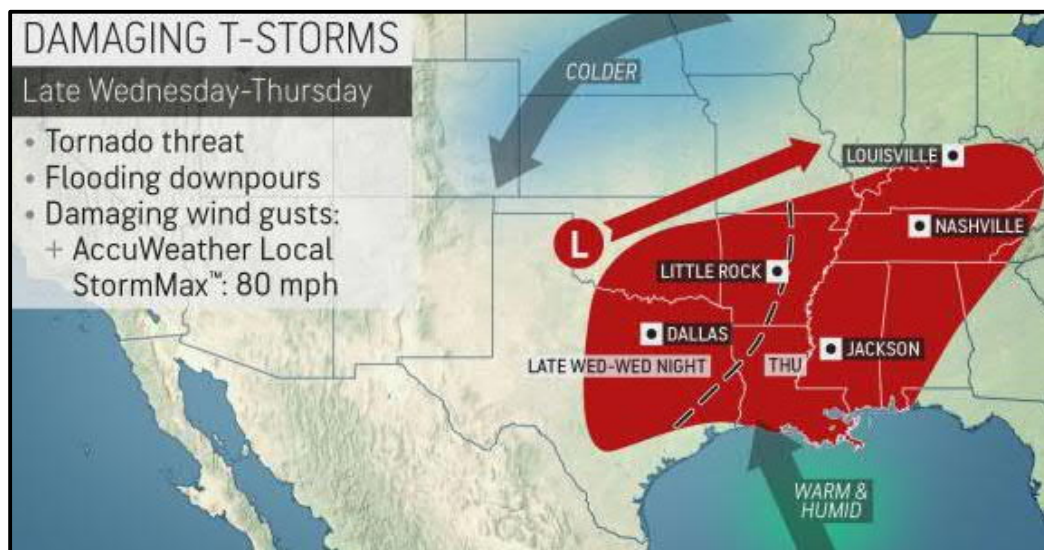 DAMAGING T-STORMS
Late Wednesday-Thursday
• Tornado threat
• Flooding downpours
• Damaging wind gusts:
+ AccuWeather Local
StormMax™: 80 mph
COLDER
LOUISVILLE
NASHVILLE
L
LITTLE ROCK
DALLAS
JACKSON
LATE WED-WED NIGHT
THU
WARM &
HUMID